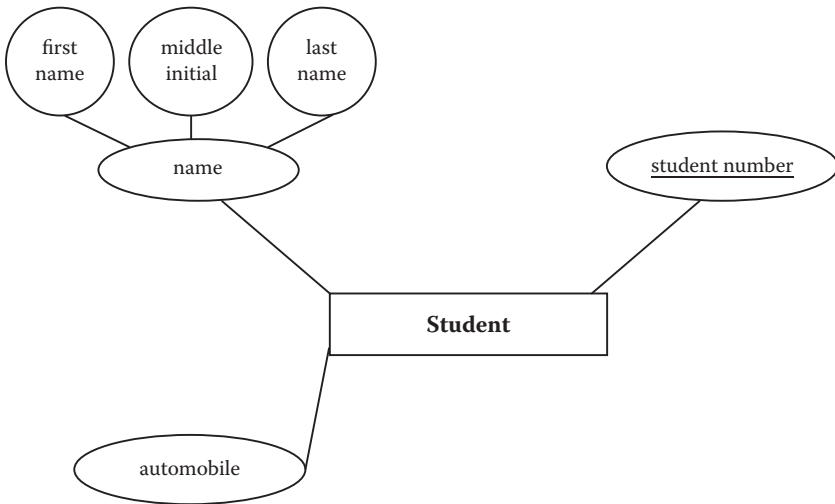 first
name
middle
initial
last
name
name
student number
Student
automobile